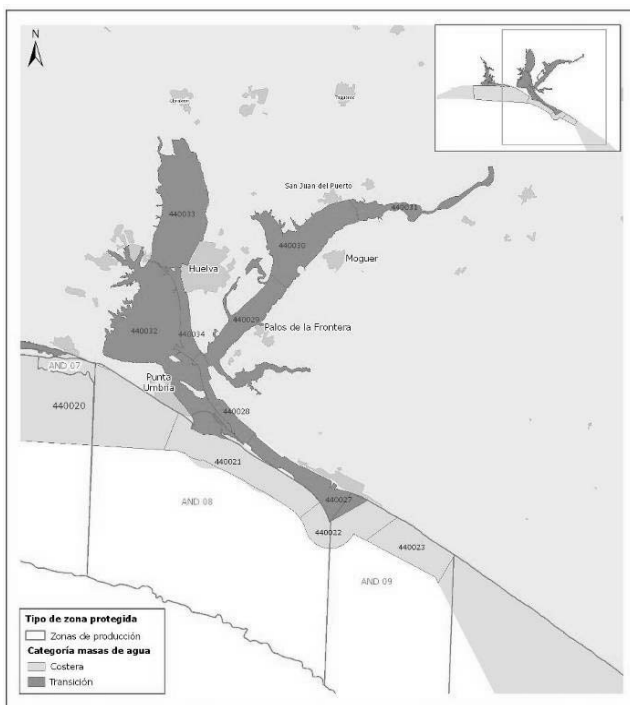 N
San Juan del Puerto
440031
440033
440030
Huelva
Moguer
440029
440032
440034
Palos de la Frontera
AND 07
Punta
Umbría
440020
440028
440021
440027
AND 08
440022
440023
AND 09
Tipo de zona protegida
Zonas de producción
Categoría masas de agua
Costera
Transición